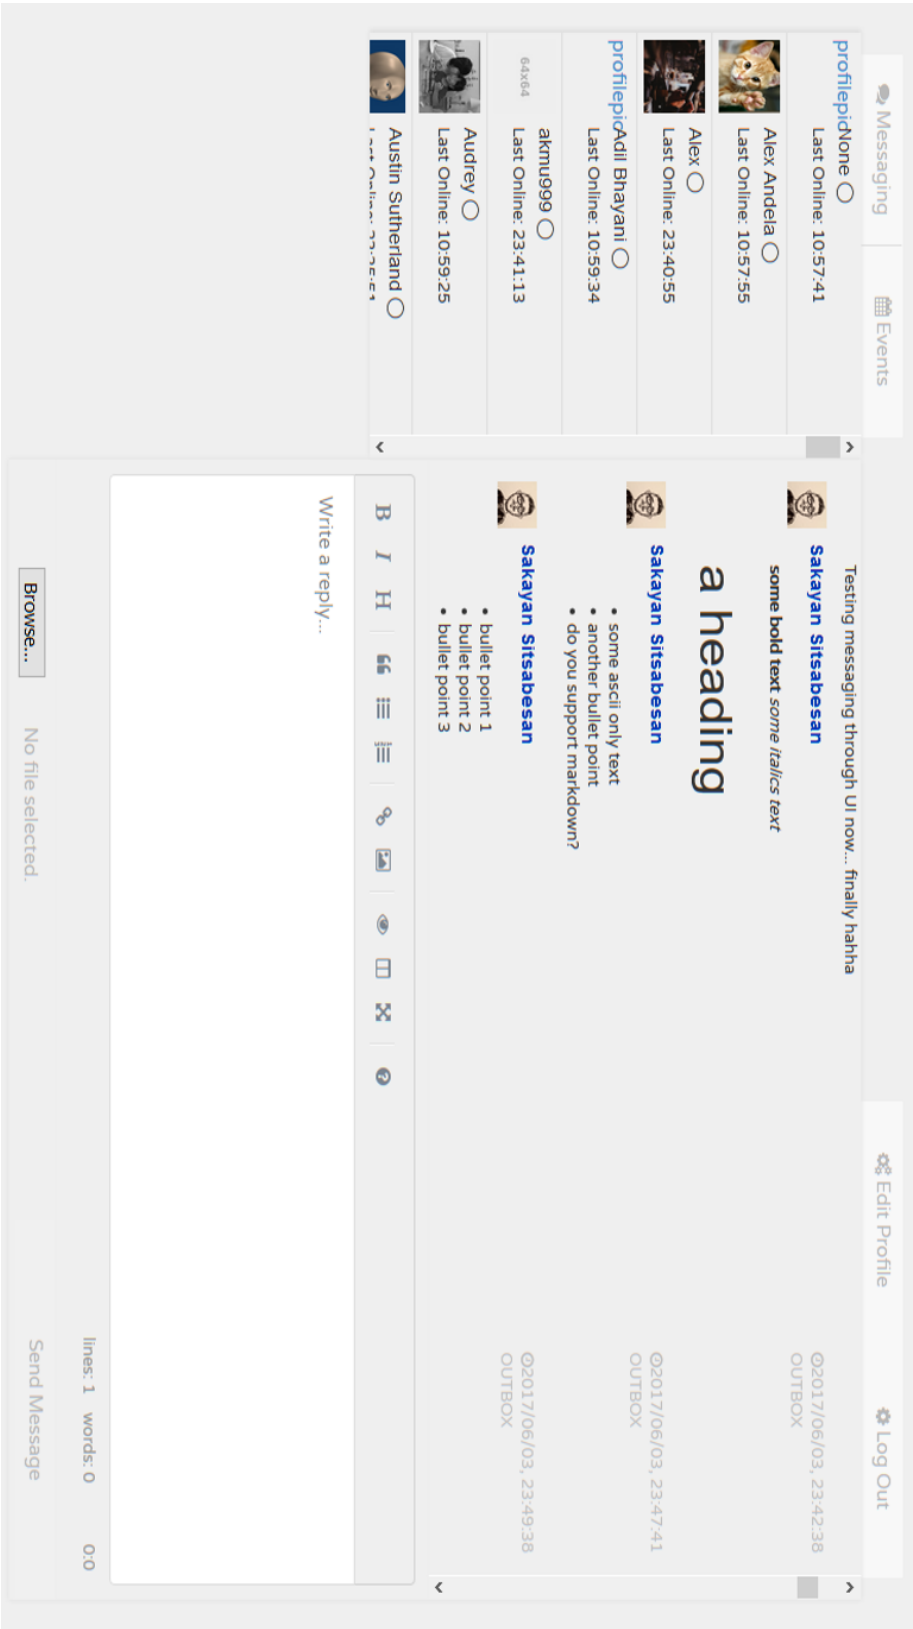 Messaging
Events
Edit Profile
Log Out
profilepic
None
Last Online: 10:57:41
Alex Andela
Last Online: 10:57:55
Alex
Last Online: 23:40:55
profilepic
Adil Bhayani
Last Online: 10:59:34
64x64
akmu999
Last Online: 23:41:13
Audrey
Last Online: 10:59:25
Austin Sutherland
Testing messaging through UI now... finally hahha
Sakayan Sitsabesan
2017/06/03, 23:42:38
OUTBOX
some bold text some italics text
a heading
Sakayan Sitsabesan
2017/06/03, 23:47:41
OUTBOX
• some ascii only text
• another bullet point
• do you support markdown?
Sakayan Sitsabesan
2017/06/03, 23:49:38
OUTBOX
• bullet point 1
• bullet point 2
• bullet point 3
B I H
Write a reply...
lines: 1 words: 0 0:0
Browse... No file selected.
Send Message